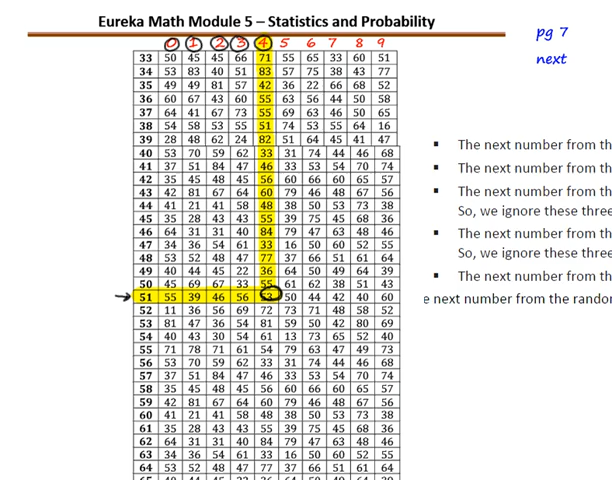 Eureka Math Module 5 – Statistics and Probability
pg 7
next
0 1 2 3 4 5 6 7 8 9
33 50 45 45 66 71 55 65 33 60 51
34 53 83 40 51 83 57 75 38 43 77
35 49 49 81 57 42 36 22 66 68 52
36 60 67 43 60 55 63 56 44 50 58
37 64 41 67 73 55 69 63 46 50 65
38 54 58 53 55 51 74 53 55 64 16
39 28 48 62 24 82 51 64 45 41 47
40 53 70 59 62 33 31 74 44 46 68
41 37 51 84 47 46 33 53 54 70 74
42 35 45 48 45 56 60 66 60 65 57
43 42 81 67 64 60 79 46 48 67 56
44 41 21 41 58 48 38 50 53 73 38
45 35 28 43 43 55 39 75 45 68 36
46 64 31 31 40 84 79 47 63 48 46
47 34 36 54 61 33 16 50 60 52 55
48 53 52 48 47 77 37 66 51 61 64
49 40 44 45 22 36 64 50 49 64 39
50 45 69 67 33 55 61 62 38 51 43
51 55 39 46 56 53 50 44 42 40 60
52 11 36 56 69 72 73 71 48 58 52
53 81 47 36 54 81 59 50 42 80 69
54 40 43 30 54 61 13 73 65 52 40
55 71 78 71 61 54 79 63 47 49 73
56 53 70 59 62 33 31 74 44 46 68
57 37 51 84 47 46 33 53 54 70 74
58 35 45 48 45 56 60 66 60 65 57
59 42 81 67 64 60 79 46 48 67 56
60 41 21 41 58 48 38 50 53 73 38
61 35 28 43 43 55 39 75 45 68 36
62 64 31 31 40 84 79 47 63 48 46
63 34 36 54 61 33 16 50 60 52 55
64 53 52 48 47 77 37 66 51 61 64
The next number from th
The next number from th
The next number from th
So, we ignore these three
The next number from th
So, we ignore these three
The next number from th
e next number from the randor